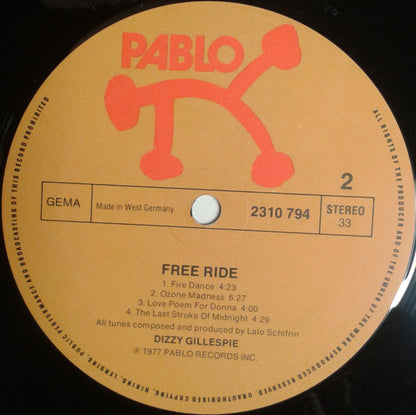 PABLO
2
GEMA
Made in West Germany
2310 794
STEREO
33
FREE RIDE
1. Fire Dance 4:23
2. Ozone Madness 6:27
3. Love Poem For Donna 4:00
4. The Last Stroke Of Midnight 4:29
All tunes composed and produced by Lalo Schifrin
DIZZY GILLESPIE
℗ 1977 PABLO RECORDS INC.
ALL RIGHTS OF THE PRODUCER AND OF THE OWNER OF THE WORK REPRODUCED RESERVED. UNAUTHORISED COPYING, HIRING, LENDING, PUBLIC PERFORMANCE AND BROADCASTING OF THIS RECORD PROHIBITED